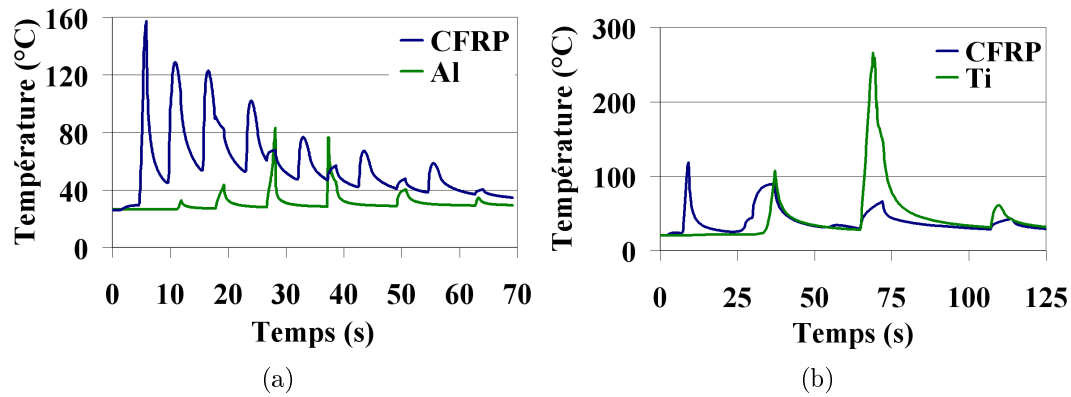 160
120
80
40
0
Température (°C)
CFRP
Al
0 10 20 30 40 50 60 70
Temps (s)
(a)
300
200
100
0
Température (°C)
CFRP
Ti
0 25 50 75 100 125
Temps (s)
(b)